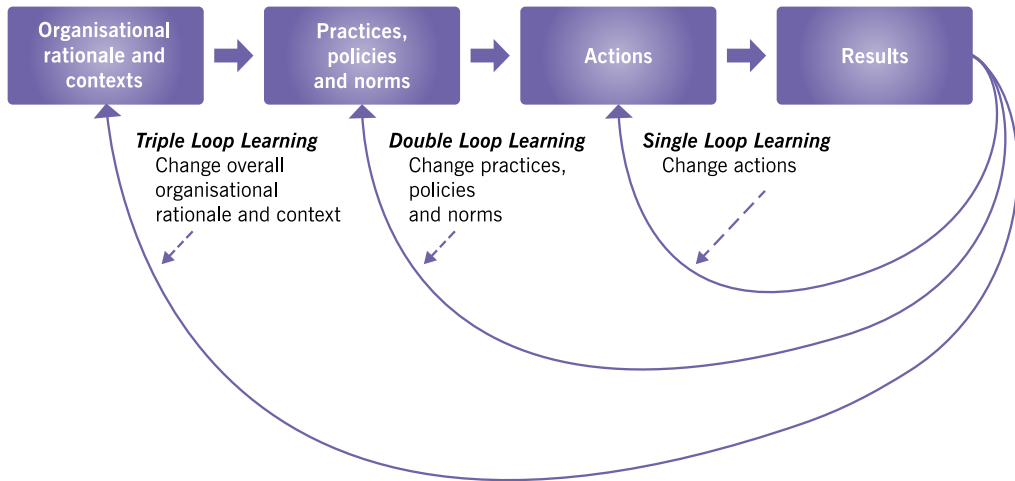 Organisational
rationale and
contexts
Practices,
policies
and norms
Actions
Results
Triple Loop Learning
Change overall
organisational
rationale and context
Double Loop Learning
Change practices,
policies
and norms
Single Loop Learning
Change actions